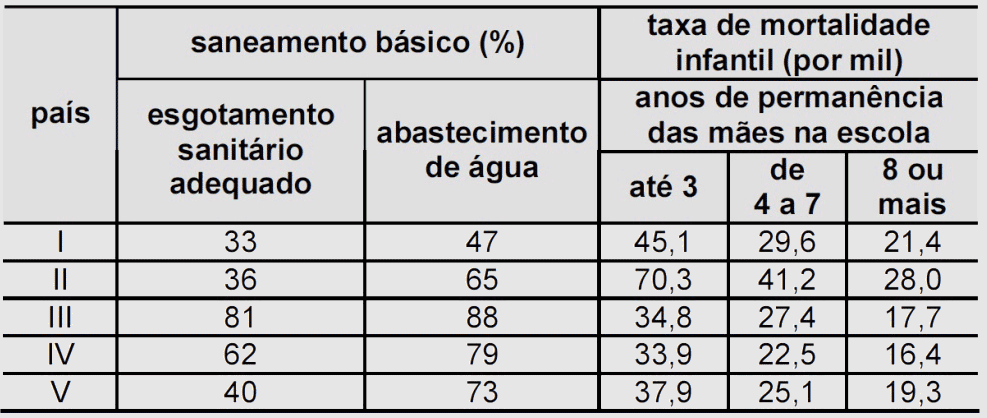 país
saneamento básico (%)
taxa de mortalidade
infantil (por mil)
esgotamento
sanitário
adequado
abastecimento
de água
anos de permanência
das mães na escola
até 3
de
4 a 7
8 ou
mais
I 33 47 45,1 29,6 21,4
II 36 65 70,3 41,2 28,0
III 81 88 34,8 27,4 17,7
IV 62 79 33,9 22,5 16,4
V 40 73 37,9 25,1 19,3